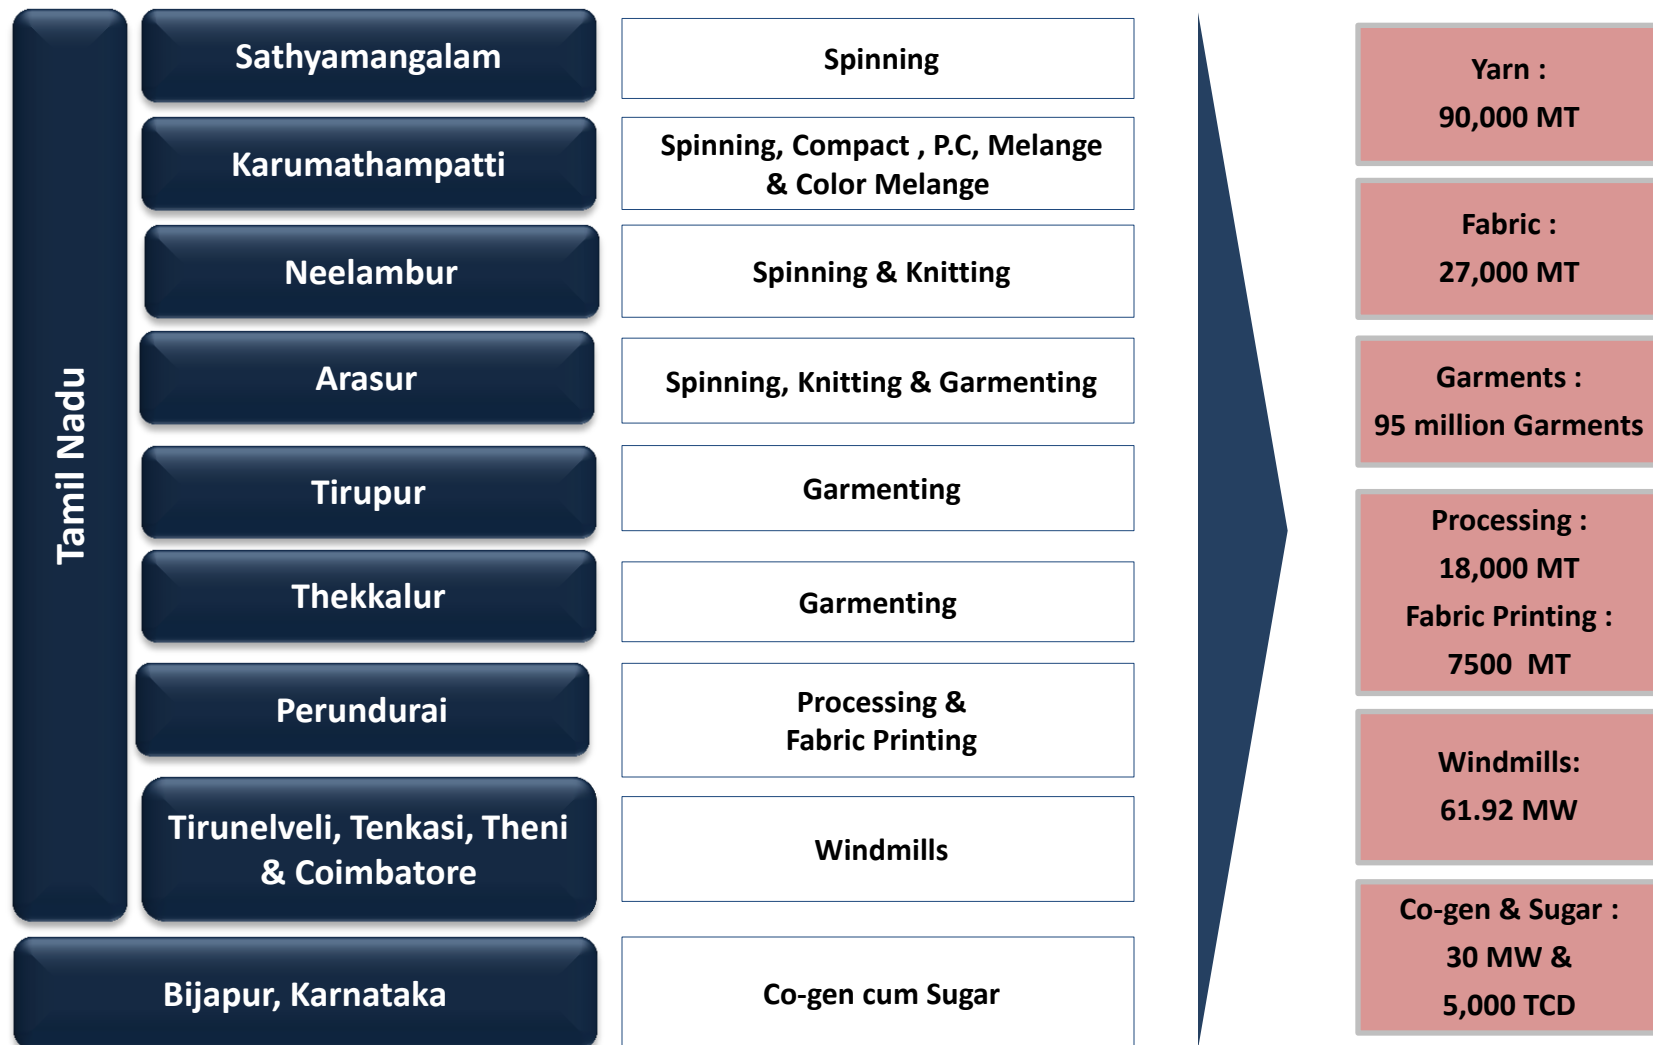 Tamil Nadu
Sathyamangalam
Spinning
Karumathampatti
Spinning, Compact , P.C, Melange
& Color Melange
Neelambur
Spinning & Knitting
Arasur
Spinning, Knitting & Garmenting
Tirupur
Garmenting
Thekkalur
Garmenting
Perundurai
Processing &
Fabric Printing
Tirunelveli, Tenkasi, Theni
& Coimbatore
Windmills
Bijapur, Karnataka
Co-gen cum Sugar
Yarn :
90,000 MT
Fabric :
27,000 MT
Garments :
95 million Garments
Processing :
18,000 MT
Fabric Printing :
7500 MT
Windmills:
61.92 MW
Co-gen & Sugar :
30 MW &
5,000 TCD